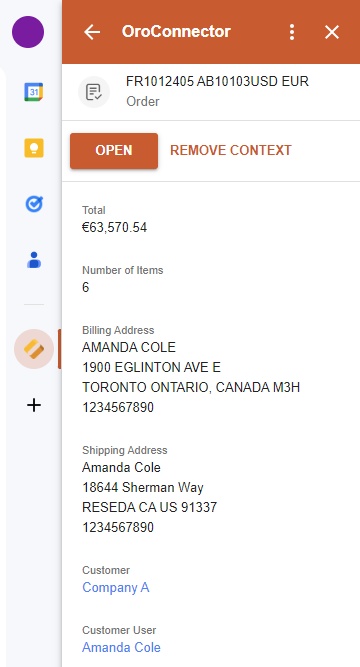 OroConnector
31
FR1012405 AB10103USD EUR
Order
OPEN
REMOVE CONTEXT
Total
€63,570.54
Number of Items
6
Billing Address
AMANDA COLE
1900 EGLINTON AVE E
TORONTO ONTARIO, CANADA M3H
1234567890
Shipping Address
Amanda Cole
18644 Sherman Way
RESEDA CA US 91337
1234567890
Customer
Company A
Customer User
Amanda Cole